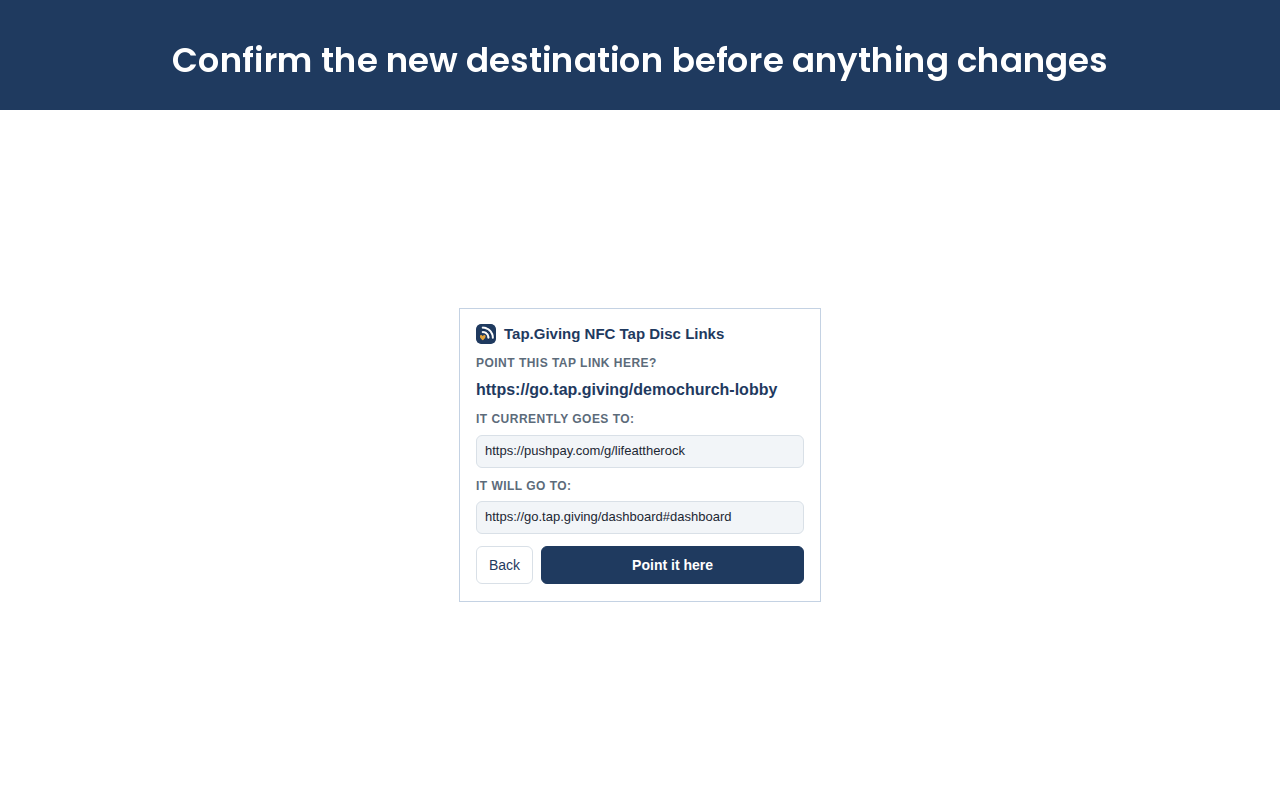 Confirm the new destination before anything changes
Tap.Giving NFC Tap Disc Links
POINT THIS TAP LINK HERE?
https://go.tap.giving/demochurch-lobby
IT CURRENTLY GOES TO:
https://pushpay.com/g/lifeattherock
IT WILL GO TO:
https://go.tap.giving/dashboard#dashboard
Back
Point it here